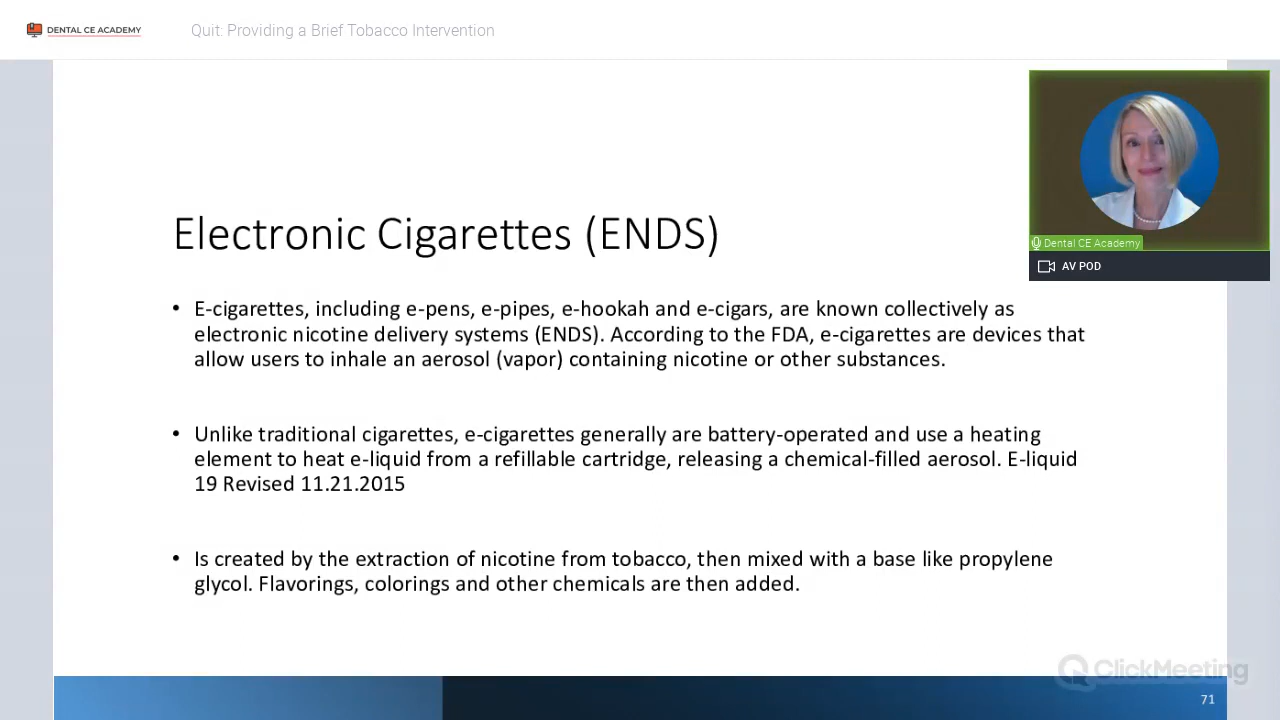 DENTAL CE ACADEMY
Quit: Providing a Brief Tobacco Intervention
Dental CE Academy
AV POD
Electronic Cigarettes (ENDS)
• E-cigarettes, including e-pens, e-pipes, e-hookah and e-cigars, are known collectively as
electronic nicotine delivery systems (ENDS). According to the FDA, e-cigarettes are devices that
allow users to inhale an aerosol (vapor) containing nicotine or other substances.
• Unlike traditional cigarettes, e-cigarettes generally are battery-operated and use a heating
element to heat e-liquid from a refillable cartridge, releasing a chemical-filled aerosol. E-liquid
19 Revised 11.21.2015
• Is created by the extraction of nicotine from tobacco, then mixed with a base like propylene
glycol. Flavorings, colorings and other chemicals are then added.
ClickMeeting
71